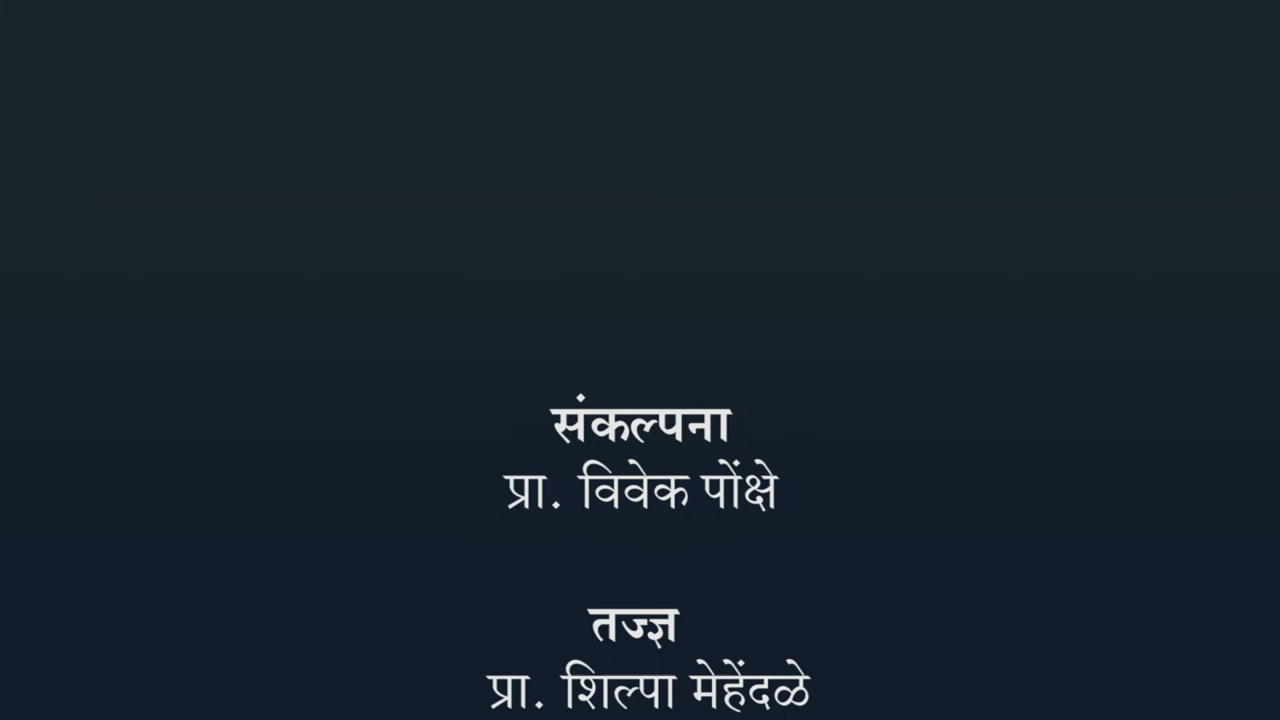 संकल्पना
प्रा. विवेक पोंक्षे
तज्ज्ञ
प्रा. शिल्पा मेहेंदळे